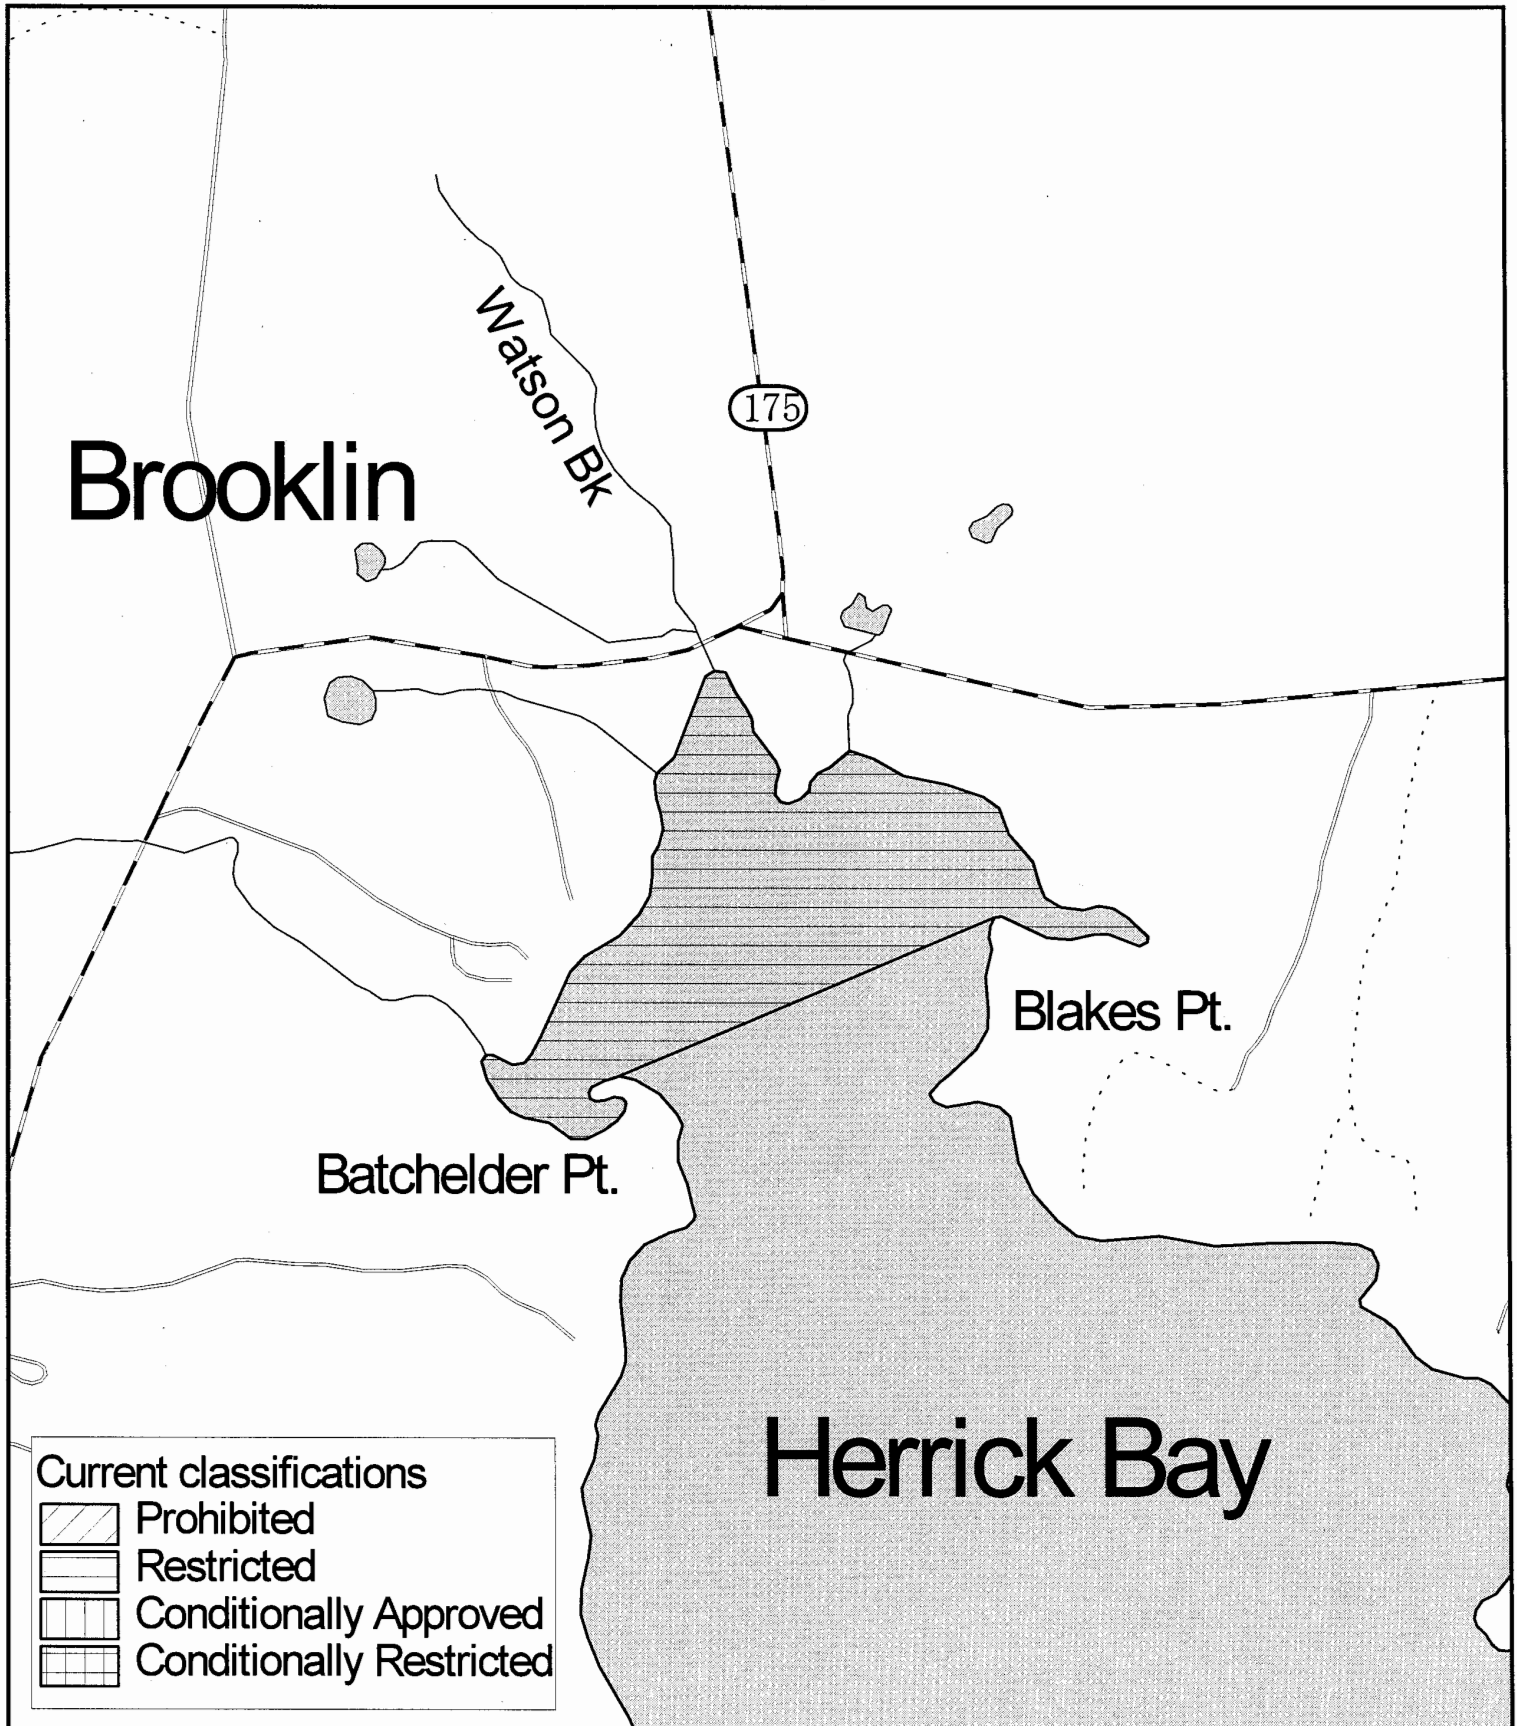 Watson Bk
175
Brooklin
Blakes Pt.
Batchelder Pt.
Herrick Bay
Current classifications
Prohibited
Restricted
Conditionally Approved
Conditionally Restricted